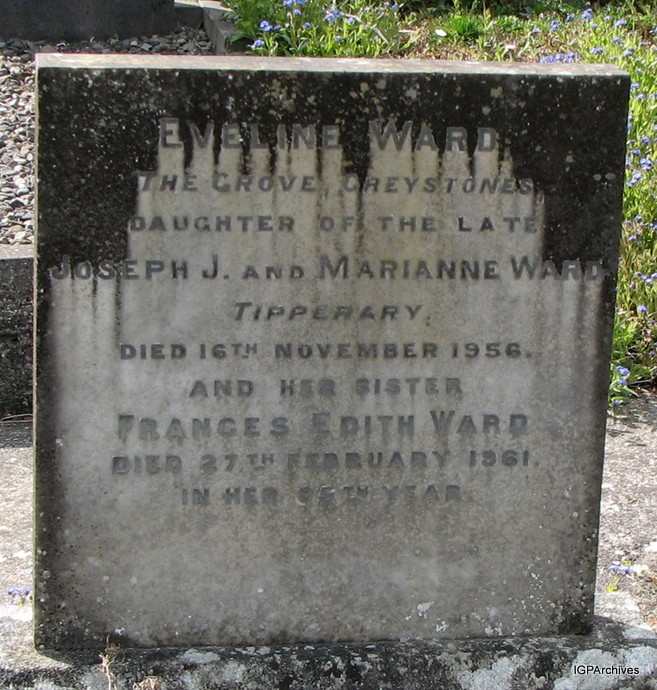 EVELINE WARD
THE GROVE, GREYSTONES,
DAUGHTER OF THE LATE
JOSEPH J. AND MARIANNE WARD
TIPPERARY.
DIED 16TH NOVEMBER 1956.
AND HER SISTER
FRANCES EDITH WARD
DIED 27TH FEBRUARY 1961.
IN HER 95TH YEAR
IGPArchives